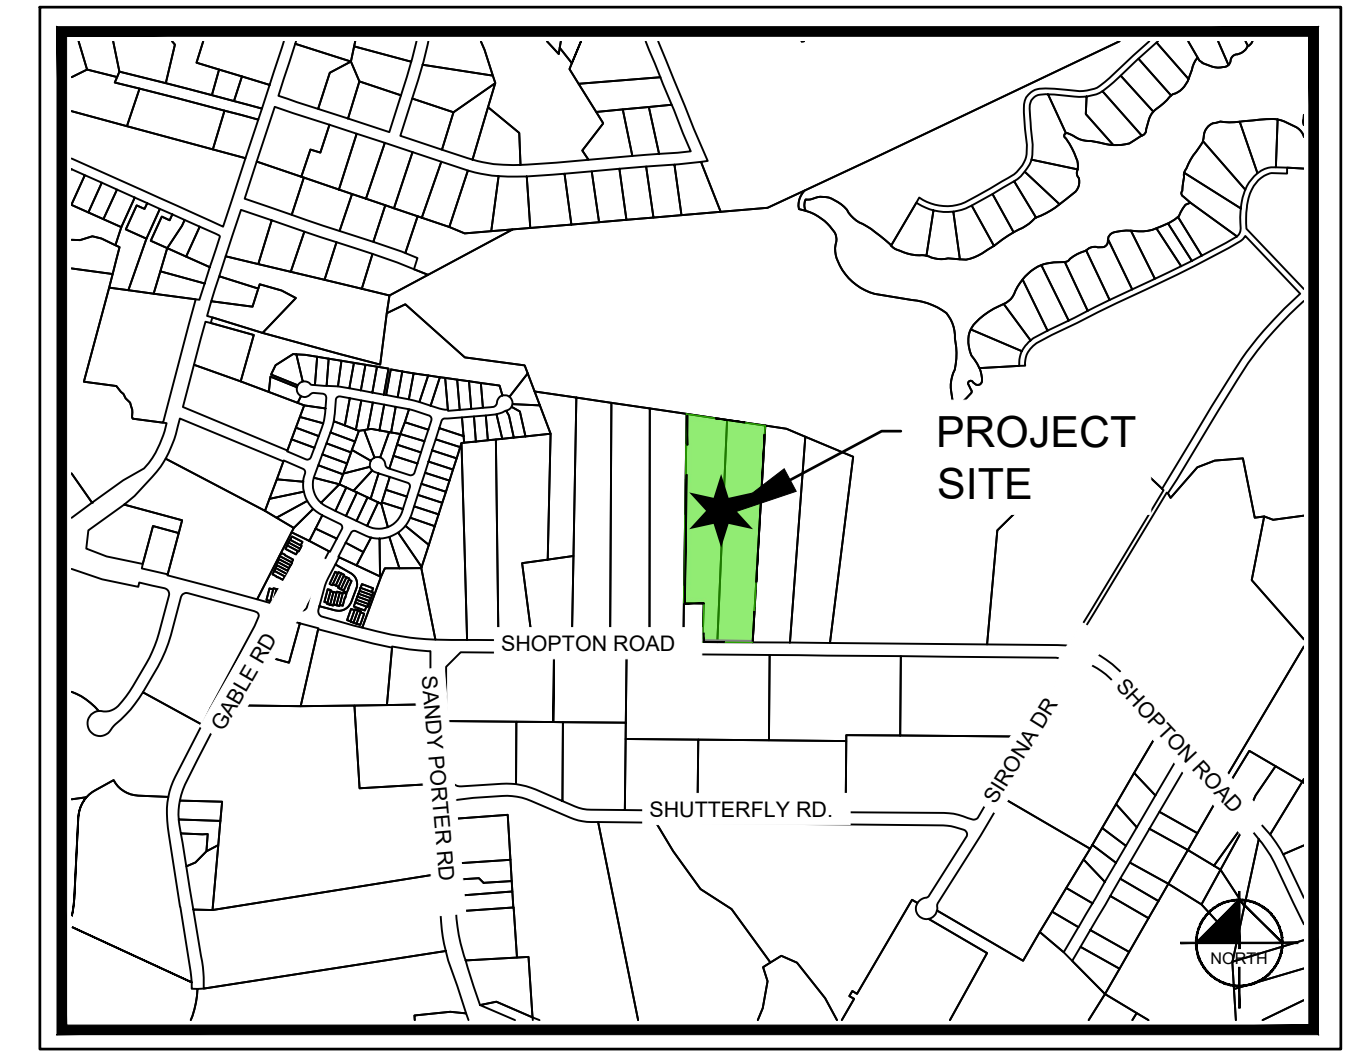 PROJECT
SITE
SHOPTON ROAD
GABLE RD
SANDY PORTER RD
SHOPTON ROAD
SIRONA DR
SHUTTERFLY RD.
NORTH